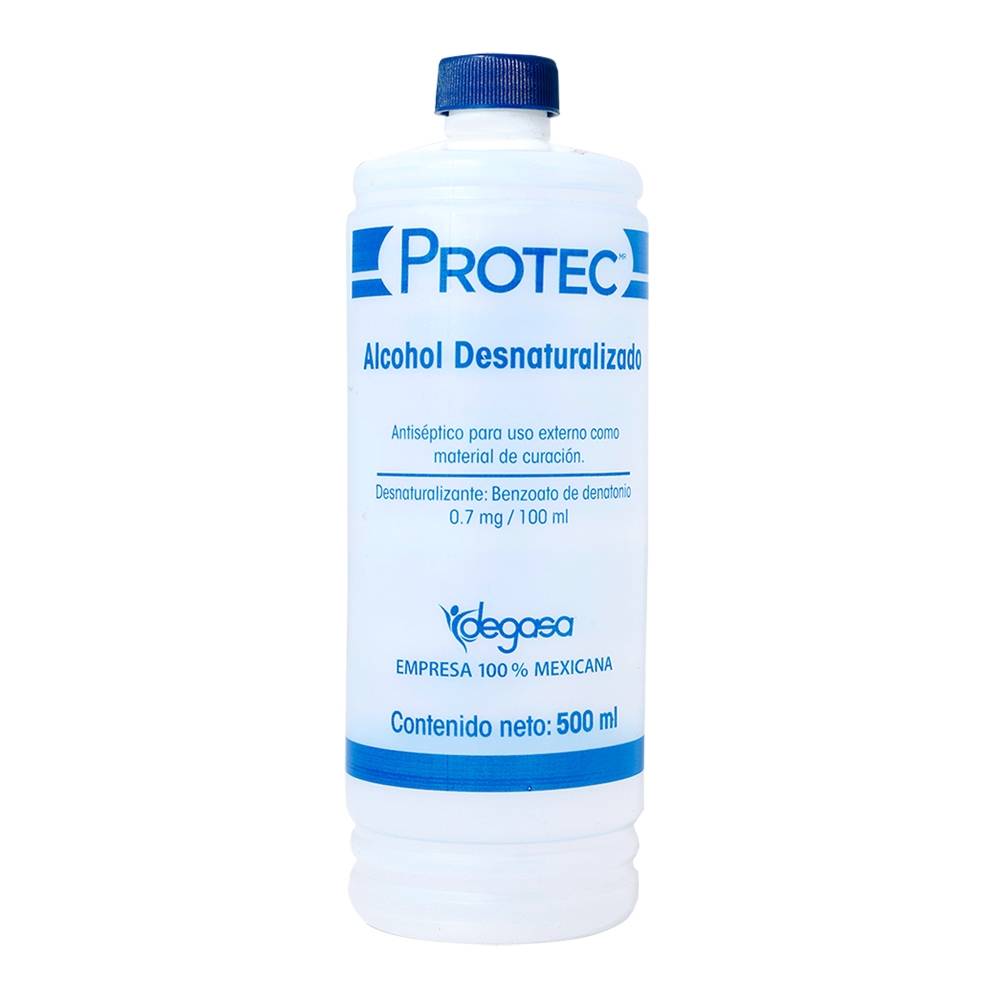 PROTEC MR
Alcohol Desnaturalizado
Antiséptico para uso externo como
material de curación.
Desnaturalizante: Benzoato de denatonio
0.7 mg / 100 ml
degasa
EMPRESA 100 % MEXICANA
Contenido neto: 500 ml